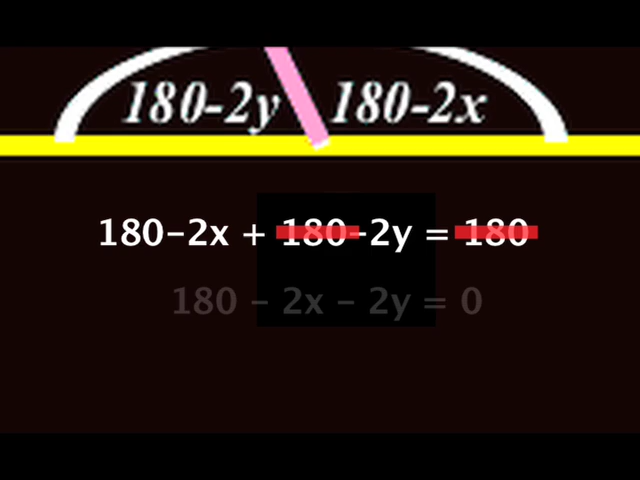 180-2y 180-2x
180-2x + 180-2y = 180
180 - 2x - 2y = 0